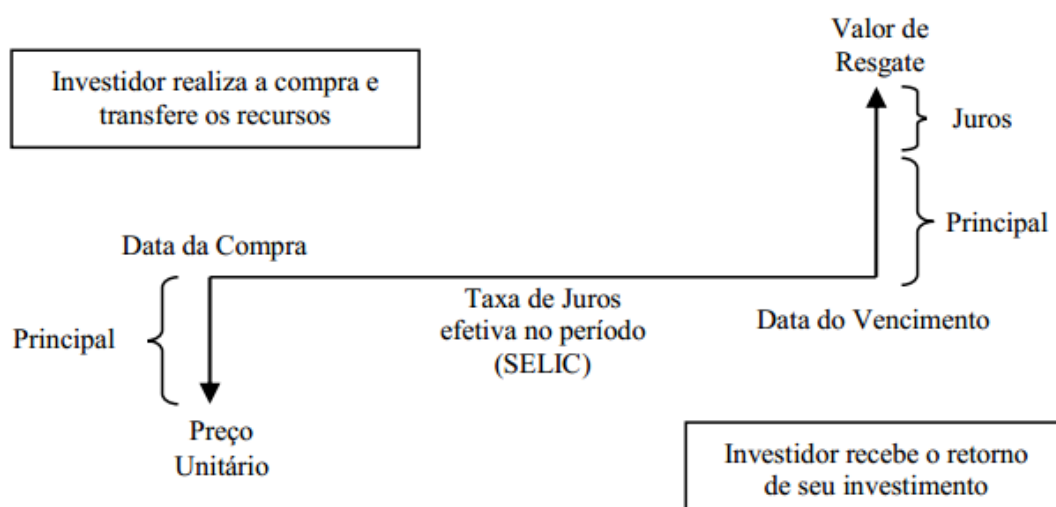 Valor de
Resgate
Investidor realiza a compra e
transfere os recursos
Juros
Principal
Data da Compra
Principal
Taxa de Juros
efetiva no período
(SELIC)
Data do Vencimento
Preço
Unitário
Investidor recebe o retorno
de seu investimento